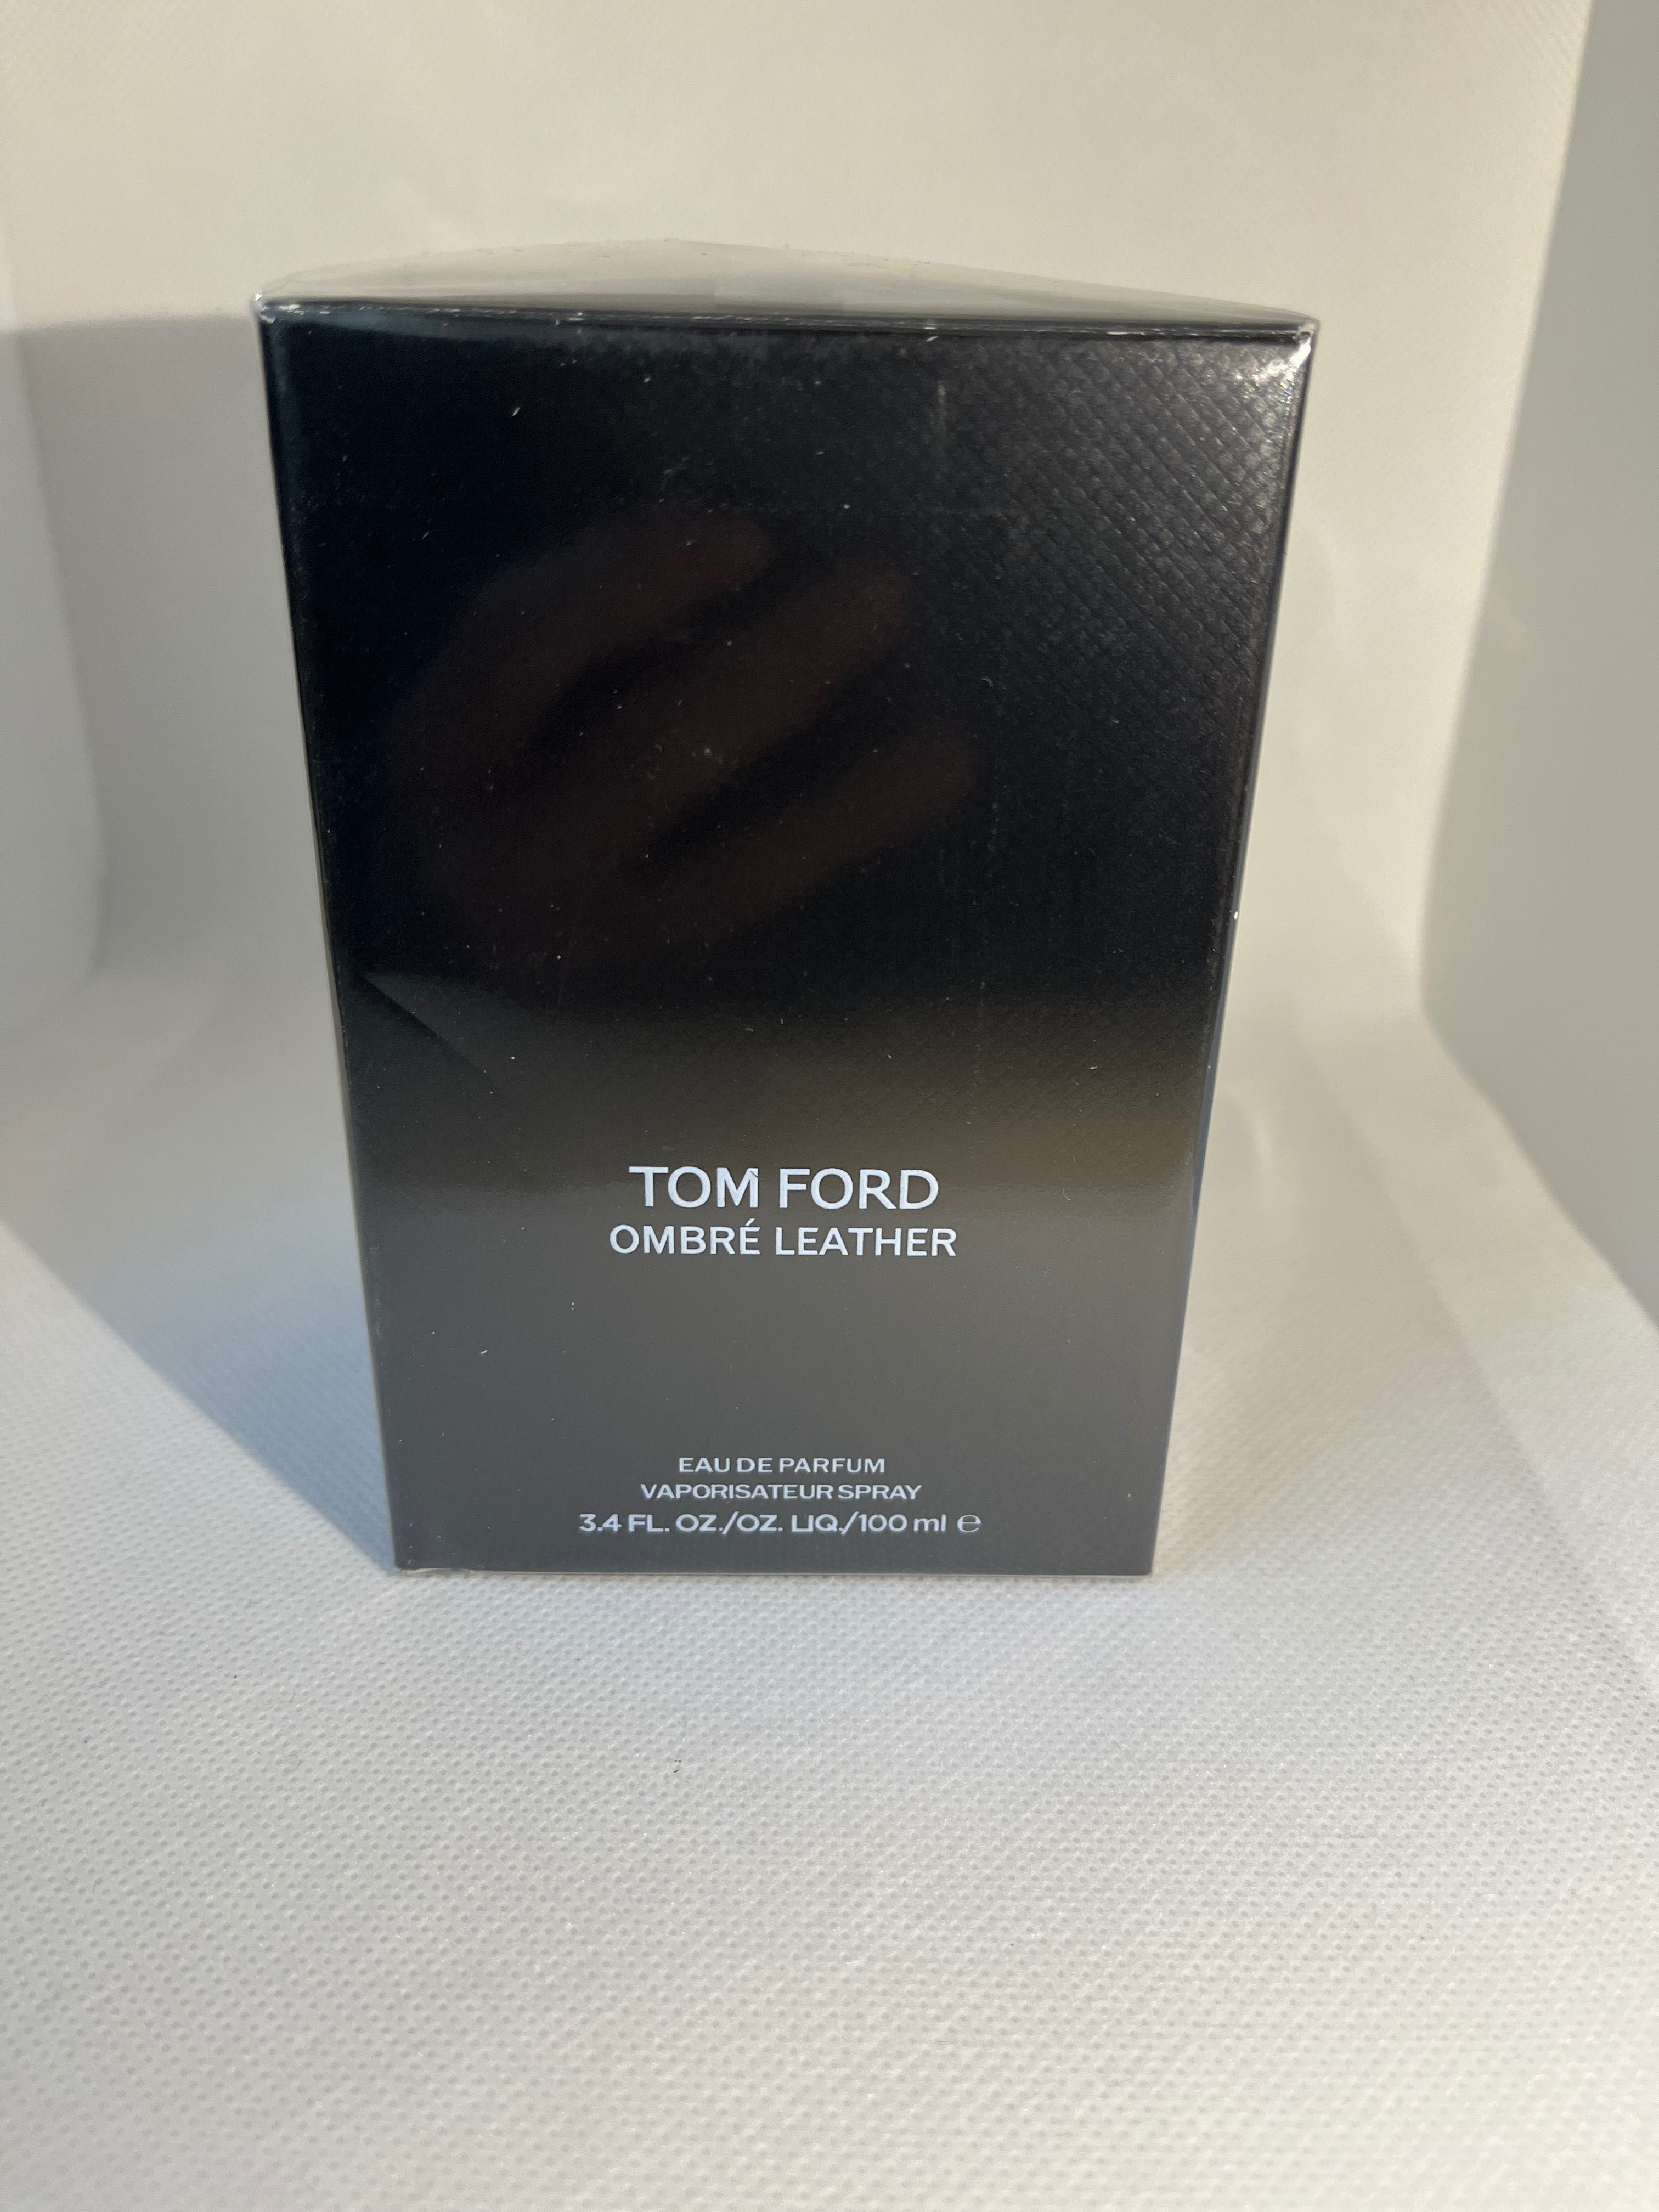 TOM FORD
OMBRÉ LEATHER
EAU DE PARFUM
VAPORISATEUR SPRAY
3.4 FL. OZ./OZ. LIQ./100 ml ℮